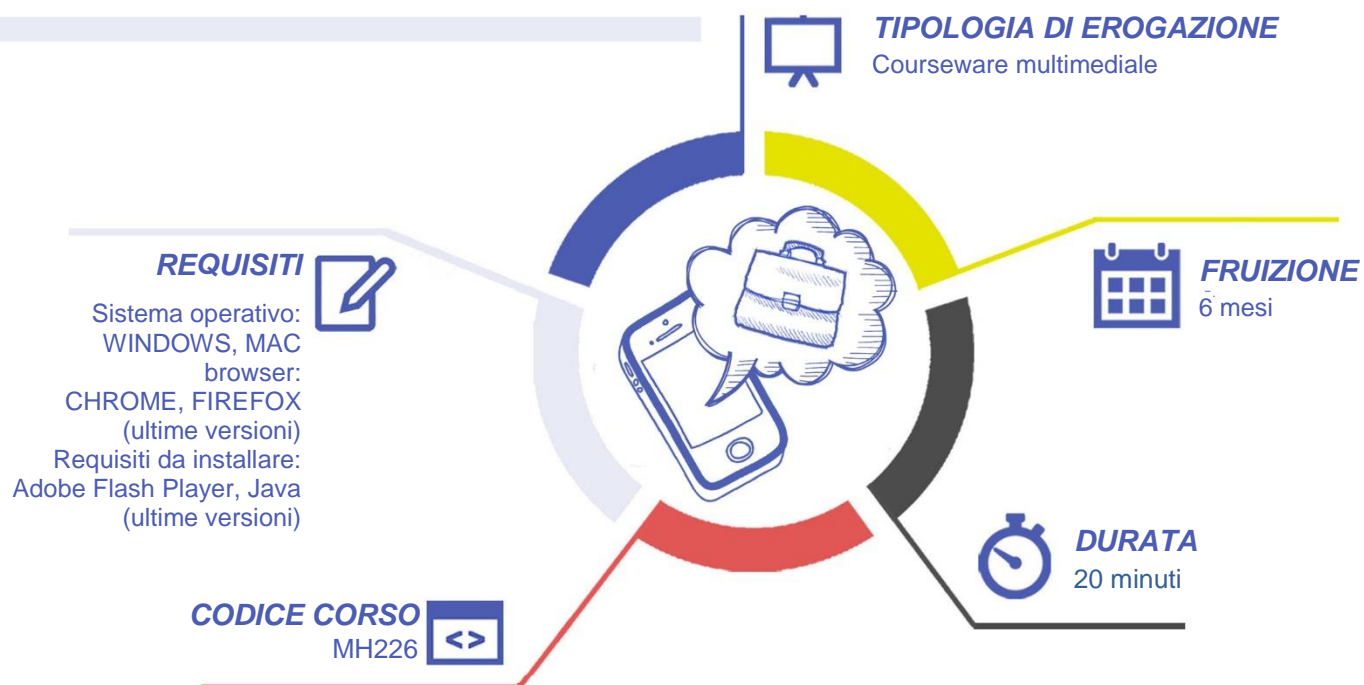 TIPOLOGIA DI EROGAZIONE
Courseware multimediale
REQUISITI
Sistema operativo:
WINDOWS, MAC
browser:
CHROME, FIREFOX
(ultime versioni)
Requisiti da installare:
Adobe Flash Player, Java
(ultime versioni)
FRUIZIONE
6 mesi
DURATA
20 minuti
CODICE CORSO
MH226
<>